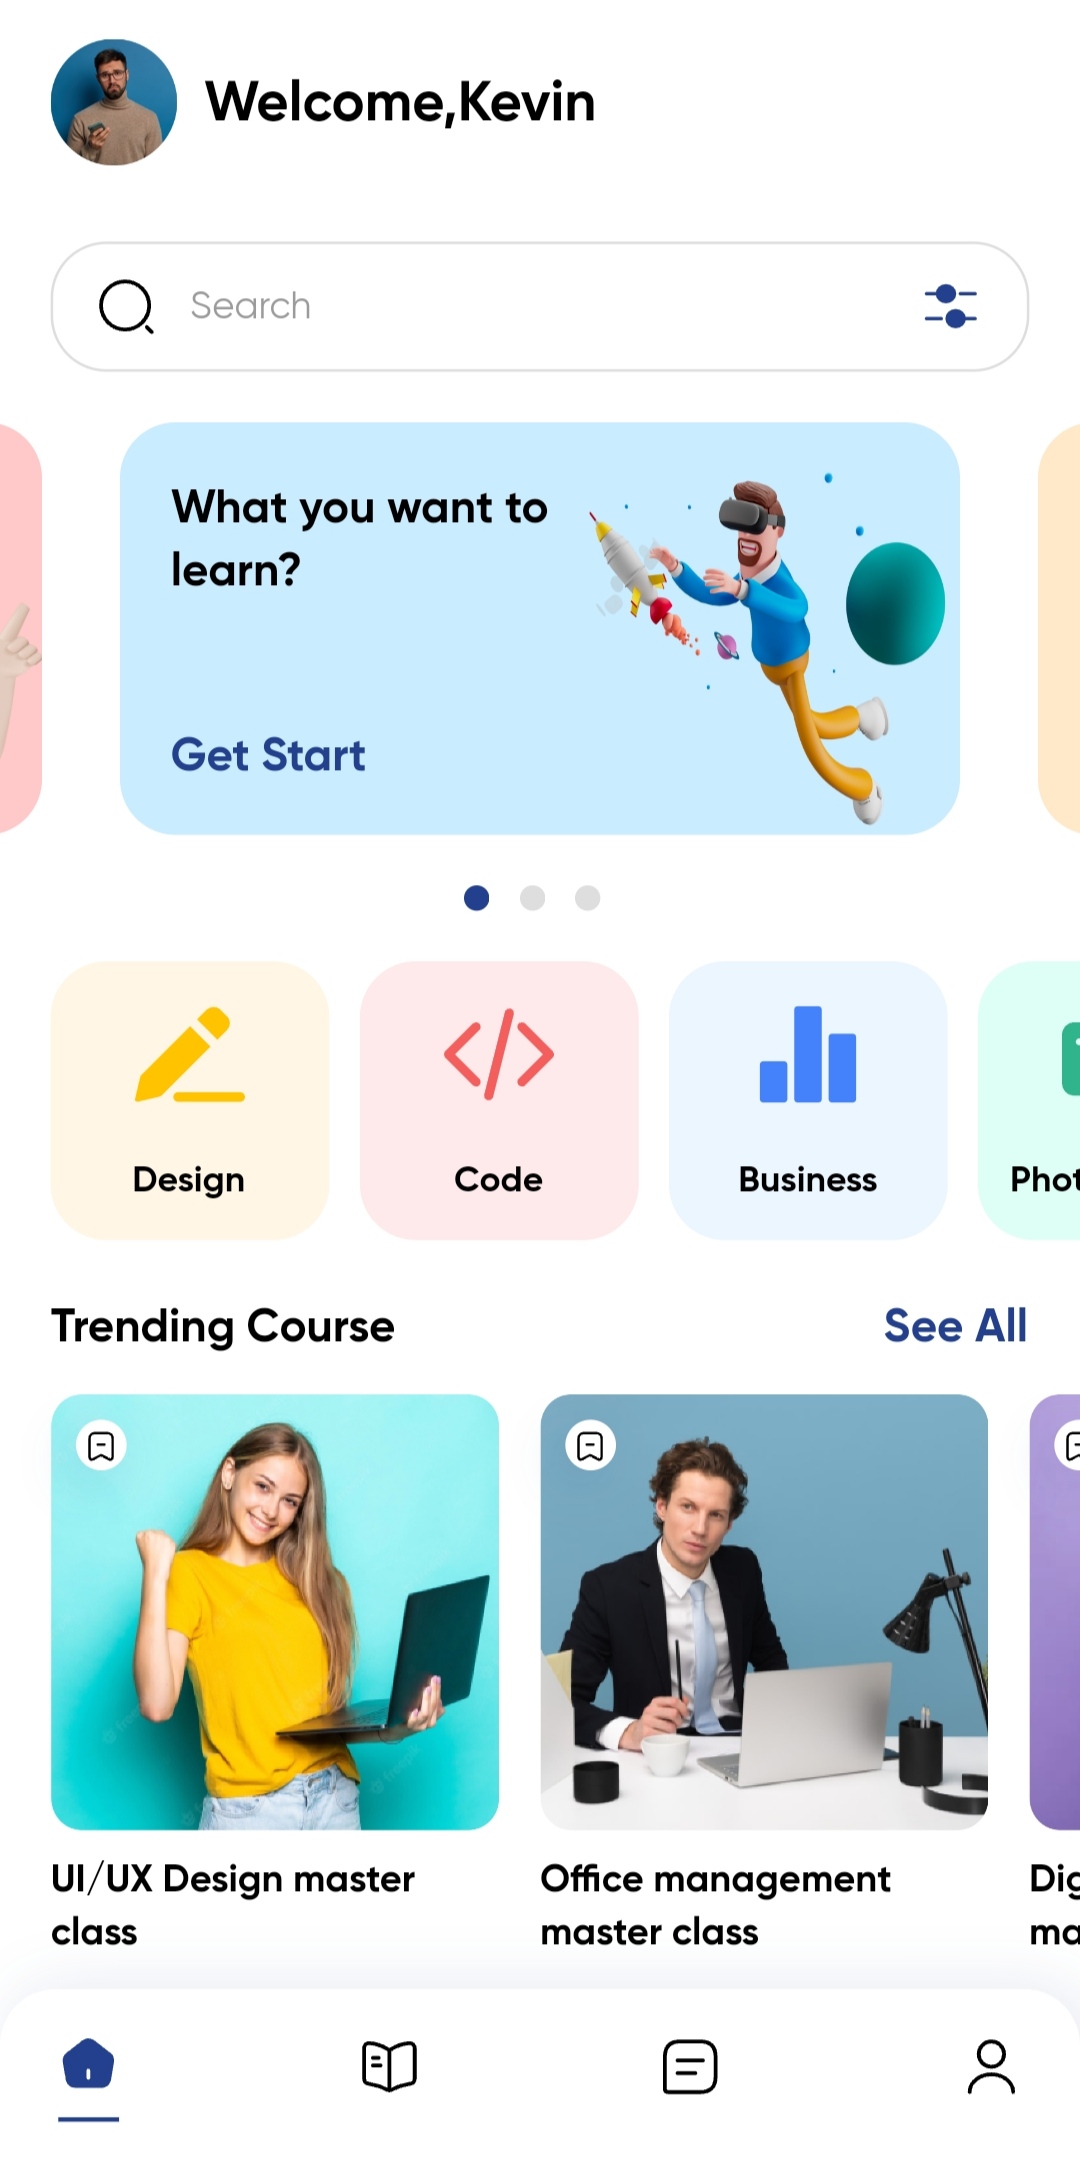 Welcome,Kevin
Search
What you want to
learn?
Get Start
Design
Code
Business
Phot
Trending Course
See All
UI/UX Design master
class
Office management
master class
Dig
ma